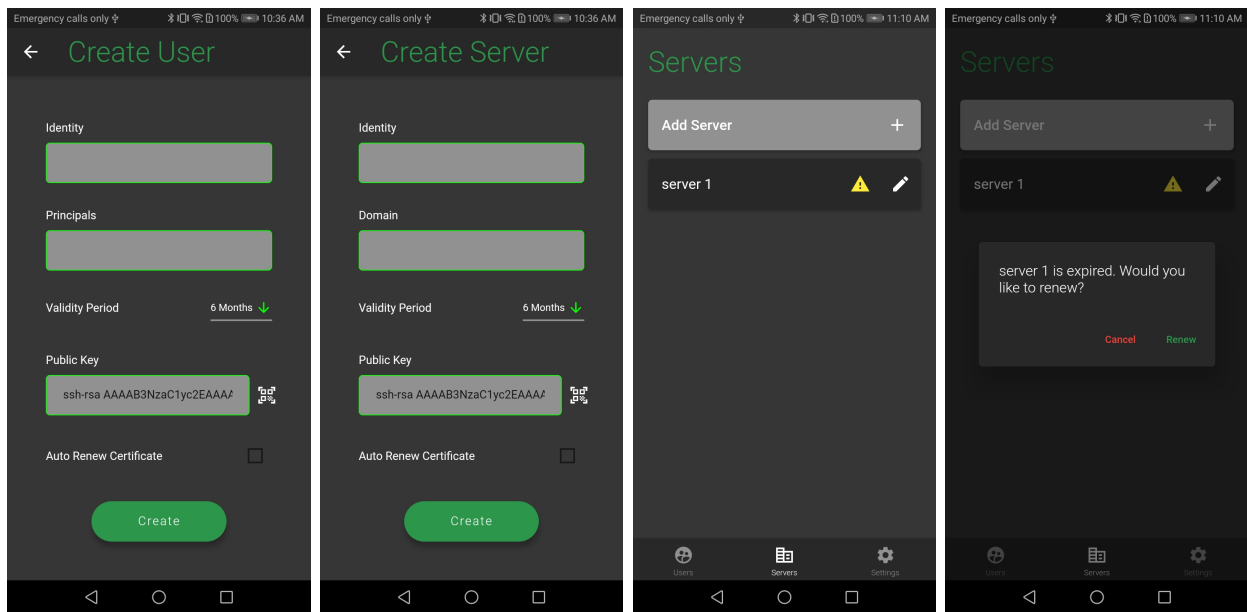 Emergency calls only 100% 10:36 AM
Create User
Identity
Principals
Validity Period 6 Months
Public Key
ssh-rsa AAAAB3NzaC1yc2EAAAA
Auto Renew Certificate
Create
Users
Emergency calls only 100% 10:36 AM
Create Server
Identity
Domain
Validity Period 6 Months
Public Key
ssh-rsa AAAAB3NzaC1yc2EAAAA
Auto Renew Certificate
Create
Emergency calls only 100% 11:10 AM
Servers
Add Server +
server 1
Users Servers Settings
Emergency calls only 100% 11:10 AM
Servers
Add Server +
server 1
server 1 is expired. Would you
like to renew?
Cancel Renew
Users Servers Settings